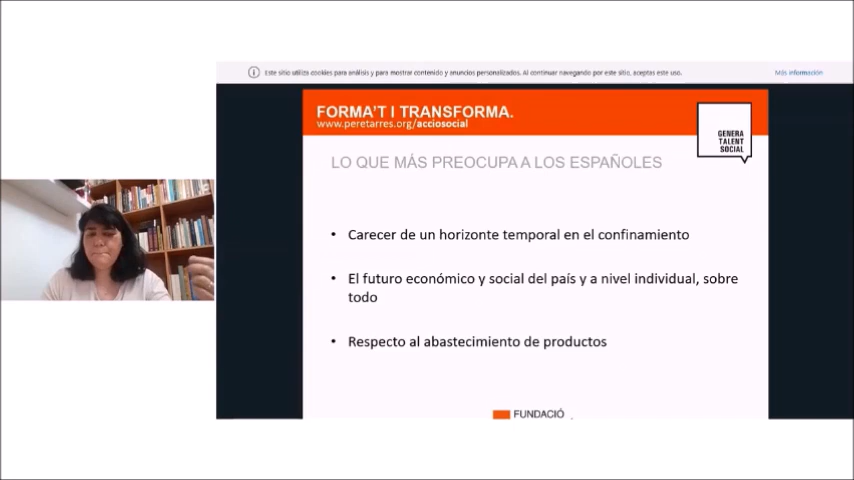 Este sitio utiliza cookies para análisis y para mostrar contenido y anuncios personalizados. Al continuar navegando por este sitio, aceptas este uso.
Más información
FORMA'T I TRANSFORMA.
www.peretarres.org/acciosocial
GENERA
TALENT
SOCIAL
LO QUE MÁS PREOCUPA A LOS ESPAÑOLES
• Carecer de un horizonte temporal en el confinamiento
• El futuro económico y social del país y a nivel individual, sobre
todo
• Respecto al abastecimiento de productos
FUNDACIÓ